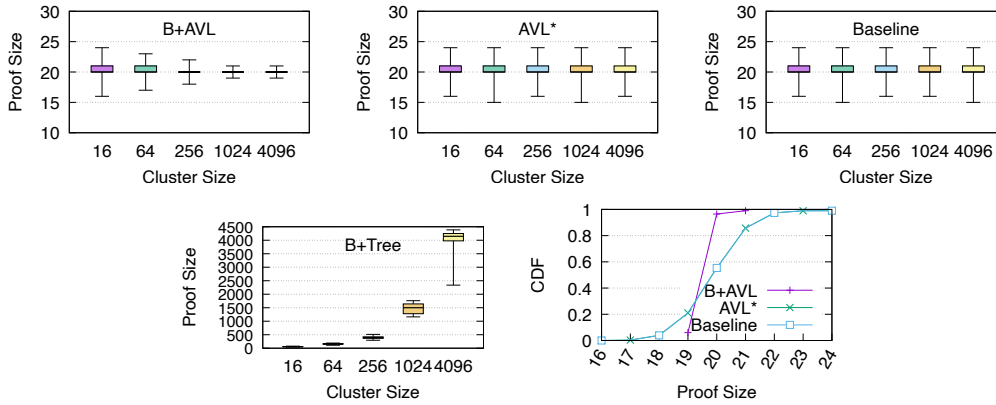 B+AVL
Proof Size
30
25
20
15
10
16 64 256 1024 4096
Cluster Size
AVL*
Proof Size
30
25
20
15
10
16 64 256 1024 4096
Cluster Size
Baseline
Proof Size
30
25
20
15
10
16 64 256 1024 4096
Cluster Size
B+Tree
Proof Size
4500
4000
3500
3000
2500
2000
1500
1000
500
0
16 64 256 1024 4096
Cluster Size
CDF
1
0.8
0.6
0.4
0.2
0
B+AVL
AVL*
Baseline
16 17 18 19 20 21 22 23 24
Proof Size